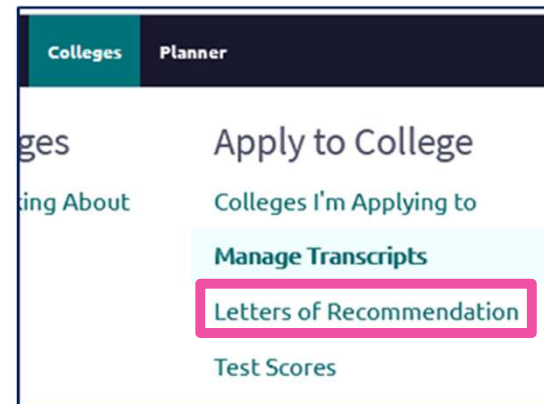 Colleges Planner
ges Apply to College
ing About Colleges I'm Applying to
Manage Transcripts
Letters of Recommendation
Test Scores